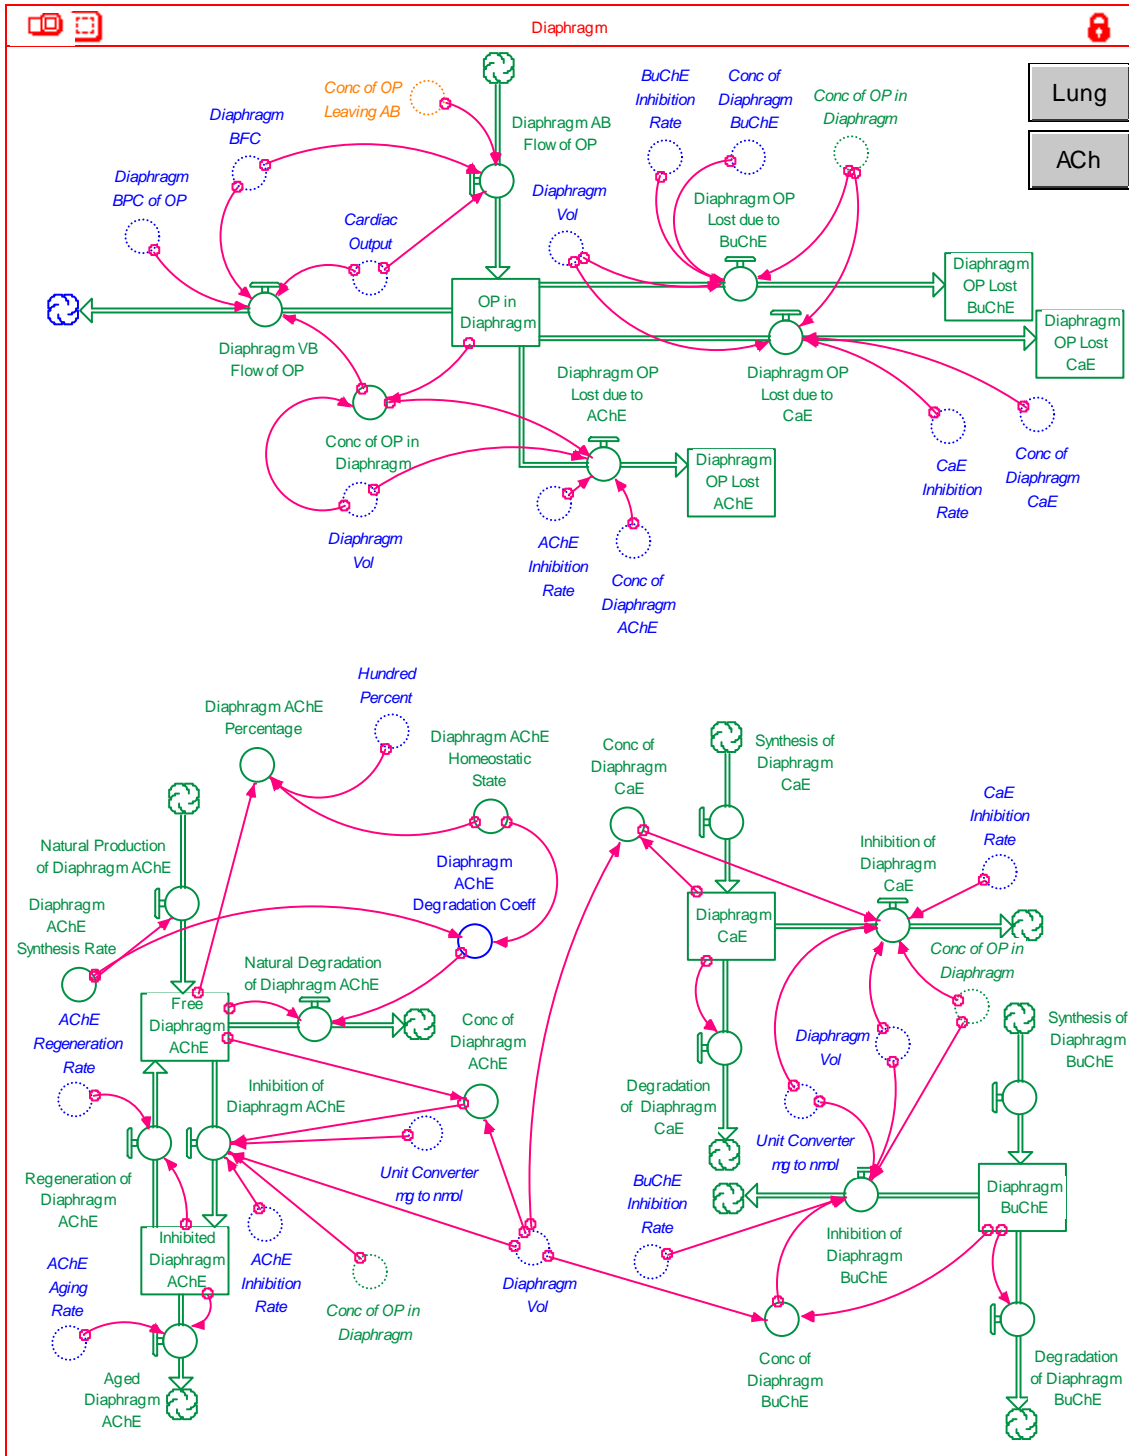 Diaphragm
Lung
ACh
Conc of OP
Leaving AB
Diaphragm
BFC
Diaphragm AB
Flow of OP
BuChE
Inhibition
Rate
Conc of
Diaphragm
BuChE
Conc of OP in
Diaphragm
Diaphragm
BPC of OP
Cardiac
Output
Diaphragm
Vol
Diaphragm OP
Lost due to
BuChE
OP in
Diaphragm
Diaphragm
OP Lost
BuChE
Diaphragm
OP Lost
CaE
Diaphragm VB
Flow of OP
Diaphragm OP
Lost due to
AChE
Diaphragm OP
Lost due to
CaE
Conc of OP in
Diaphragm
Diaphragm
OP Lost
AChE
CaE
Inhibition
Rate
Conc of
Diaphragm
CaE
Diaphragm
Vol
AChE
Inhibition
Rate
Conc of
Diaphragm
AChE
Hundred
Percent
Diaphragm AChE
Percentage
Diaphragm AChE
Homeostatic
State
Conc of
Diaphragm
CaE
Synthesis of
Diaphragm
CaE
CaE
Inhibition
Rate
Natural Production
of Diaphragm AChE
Diaphragm
AChE
Synthesis Rate
Diaphragm
AChE
Degradation Coeff
Inhibition of
Diaphragm
CaE
Diaphragm
CaE
Natural Degradation
of Diaphragm AChE
Conc of OP in
Diaphragm
Free
Diaphragm
AChE
AChE
Regeneration
Rate
Conc of
Diaphragm
AChE
Synthesis of
Diaphragm
BuChE
Diaphragm
Vol
Inhibition of
Diaphragm AChE
Degradation
of Diaphragm
CaE
Unit Converter
mg to nmol
Unit Converter
mg to nmol
Regeneration of
Diaphragm
AChE
BuChE
Inhibition
Rate
Diaphragm
BuChE
Inhibited
Diaphragm
AChE
AChE
Inhibition
Rate
Inhibition of
Diaphragm
BuChE
AChE
Aging
Rate
Diaphragm
Vol
Conc of OP in
Diaphragm
Aged
Diaphragm
AChE
Conc of
Diaphragm
BuChE
Degradation
of Diaphragm
BuChE